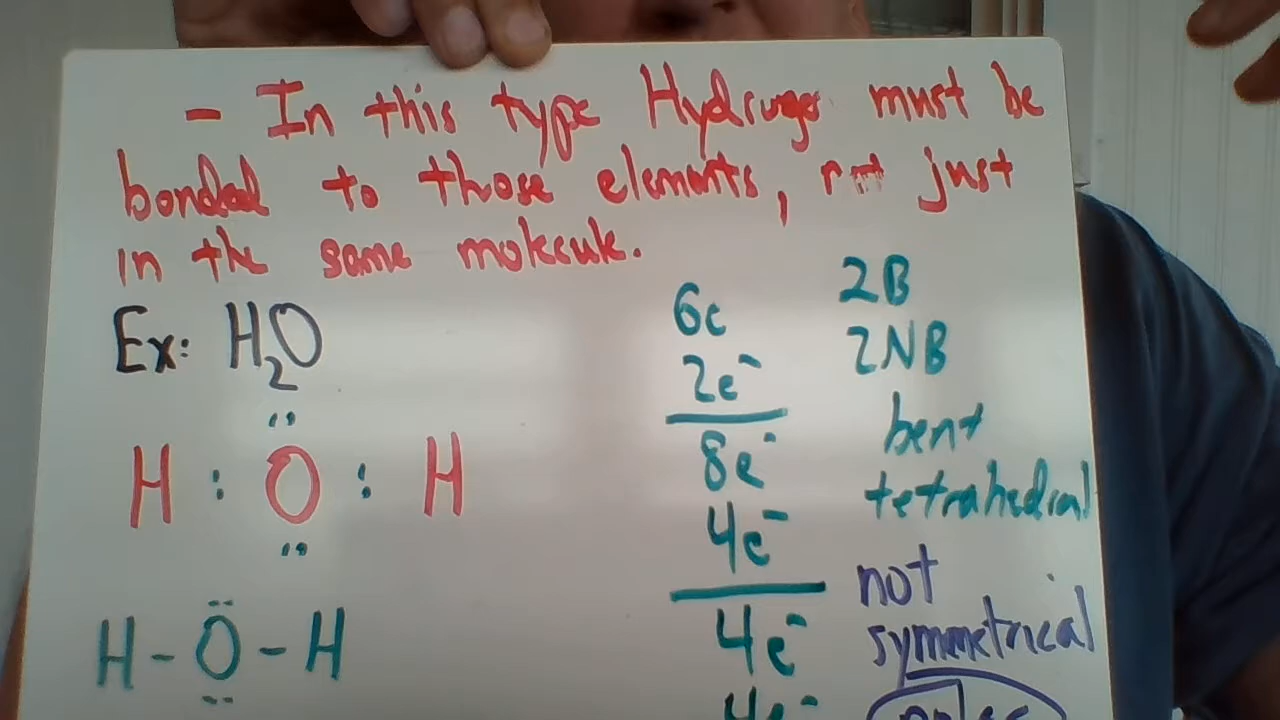 - In this type Hydrogen must be
bonded to those elements, not just
in the same molecule.
Ex: H2O
H : O : H
H - O - H
6e
2e-
8e-
4e-
4e-
4e-
2B
2NB
bent
tetrahedral
not
symmetrical